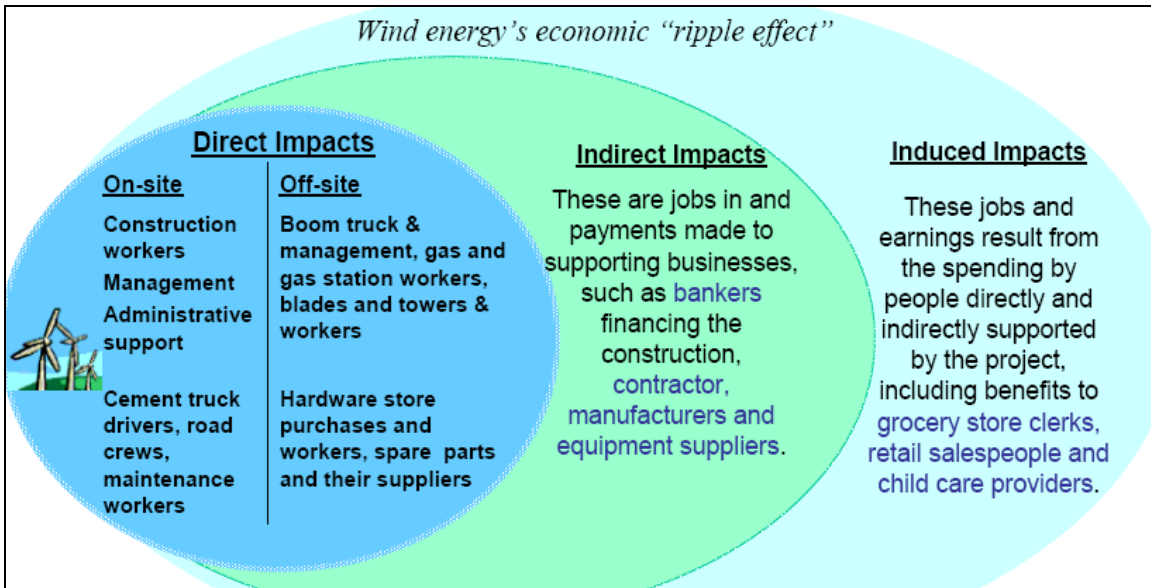 Wind energy's economic “ripple effect”
Direct Impacts
On-site
Construction
workers
Management
Administrative
support
Cement truck
drivers, road
crews,
maintenance
workers
Off-site
Boom truck &
management, gas and
gas station workers,
blades and towers &
workers
Hardware store
purchases and
workers, spare parts
and their suppliers
Indirect Impacts
These are jobs in and
payments made to
supporting businesses,
such as bankers
financing the
construction,
contractor,
manufacturers and
equipment suppliers.
Induced Impacts
These jobs and
earnings result from
the spending by
people directly and
indirectly supported
by the project,
including benefits to
grocery store clerks,
retail salespeople and
child care providers.